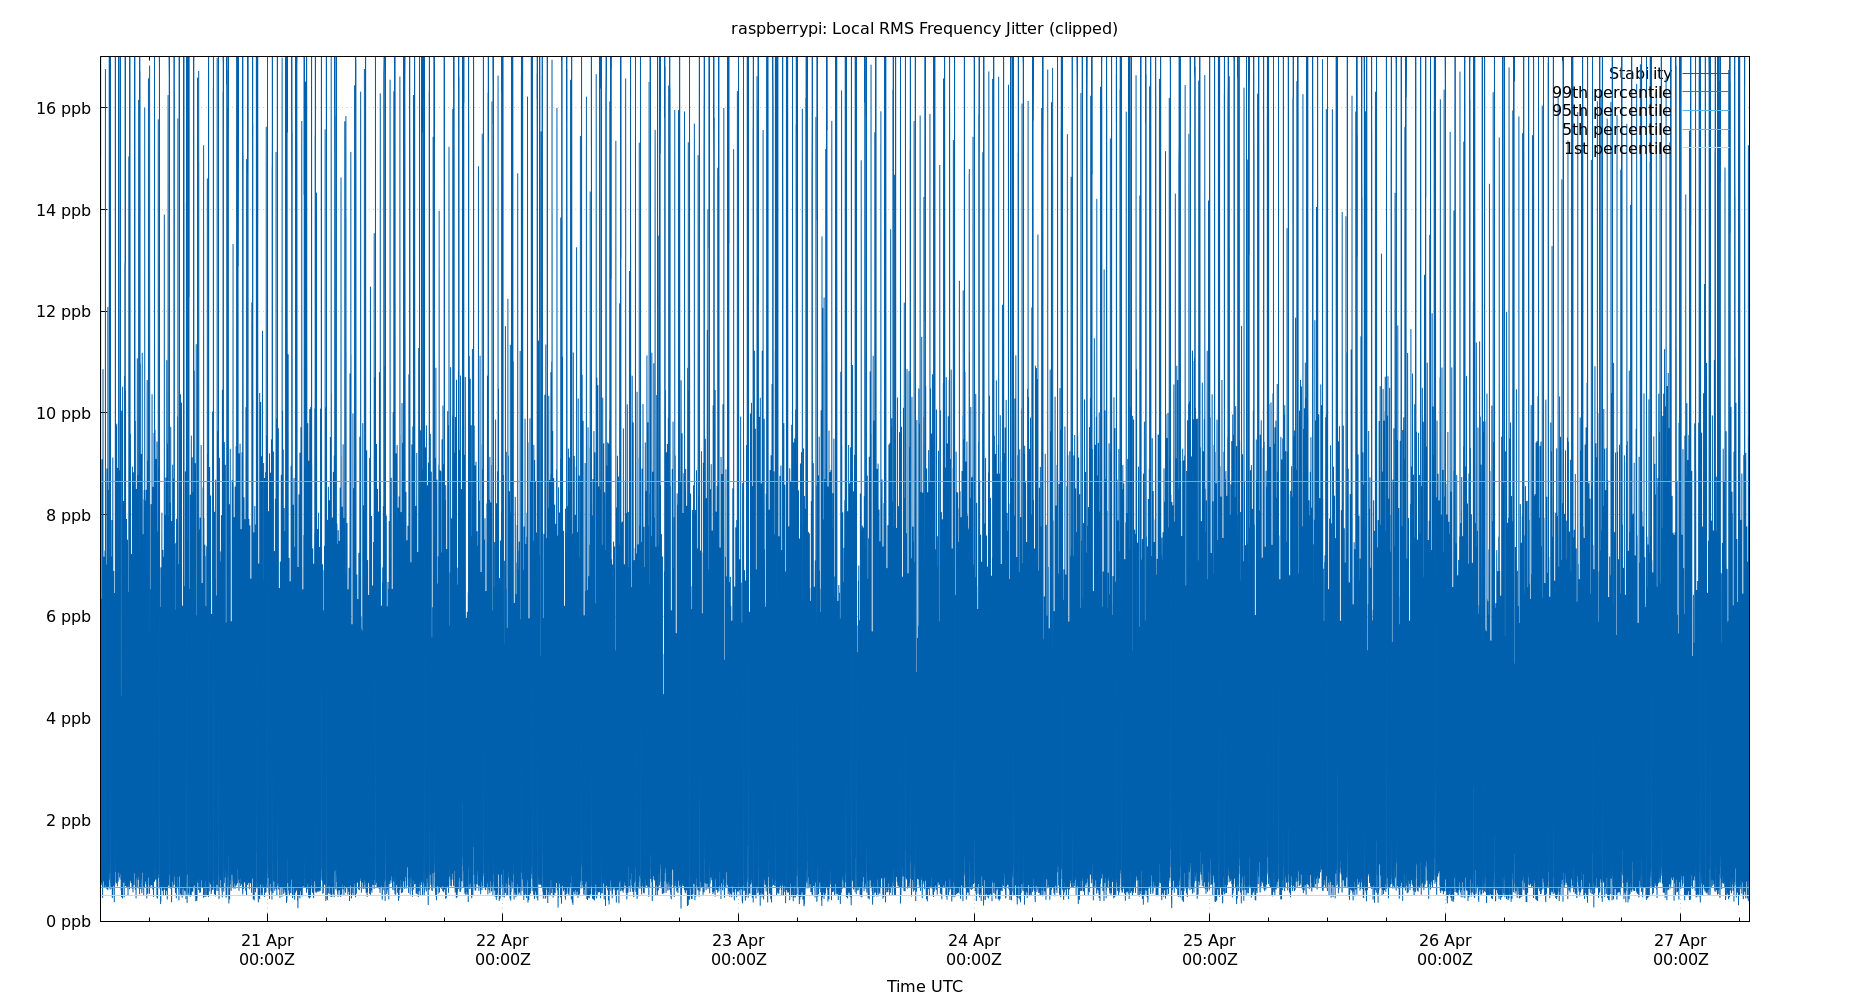 raspberrypi: Local RMS Frequency Jitter (clipped)
Stability
99th percentile
95th percentile
5th percentile
1st percentile
16 ppb
14 ppb
12 ppb
10 ppb
8 ppb
6 ppb
4 ppb
2 ppb
0 ppb
21 Apr 22 Apr 23 Apr 24 Apr 25 Apr 26 Apr 27 Apr
00:00Z 00:00Z 00:00Z 00:00Z 00:00Z 00:00Z 00:00Z
Time UTC